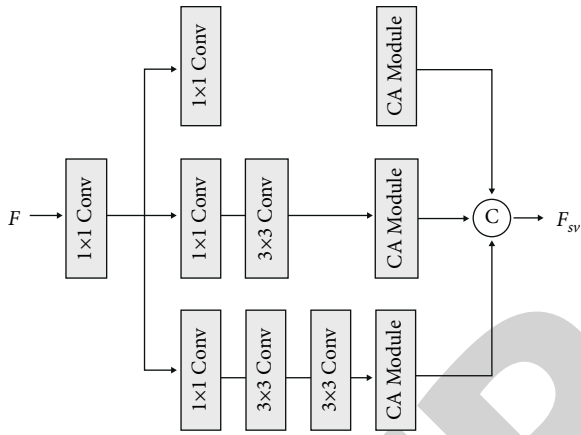 1×1 Conv
CA Module
F
1×1 Conv
1×1 Conv
3×3 Conv
CA Module
C
F_sv
1×1 Conv
3×3 Conv
3×3 Conv
CA Module